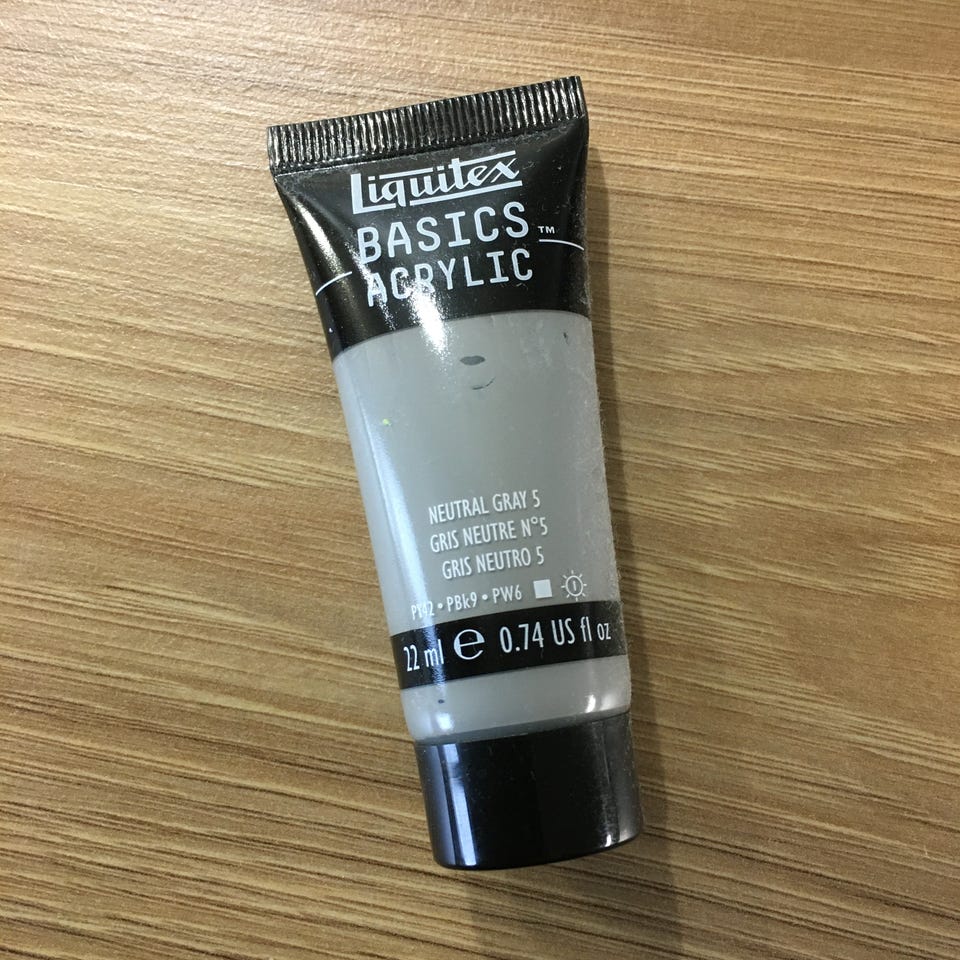 Liquitex
BASICS™
ACRYLIC
NEUTRAL GRAY 5
GRIS NEUTRE N°5
GRIS NEUTRO 5
PY42 • PBk9 • PW6
22 ml e 0.74 US fl oz